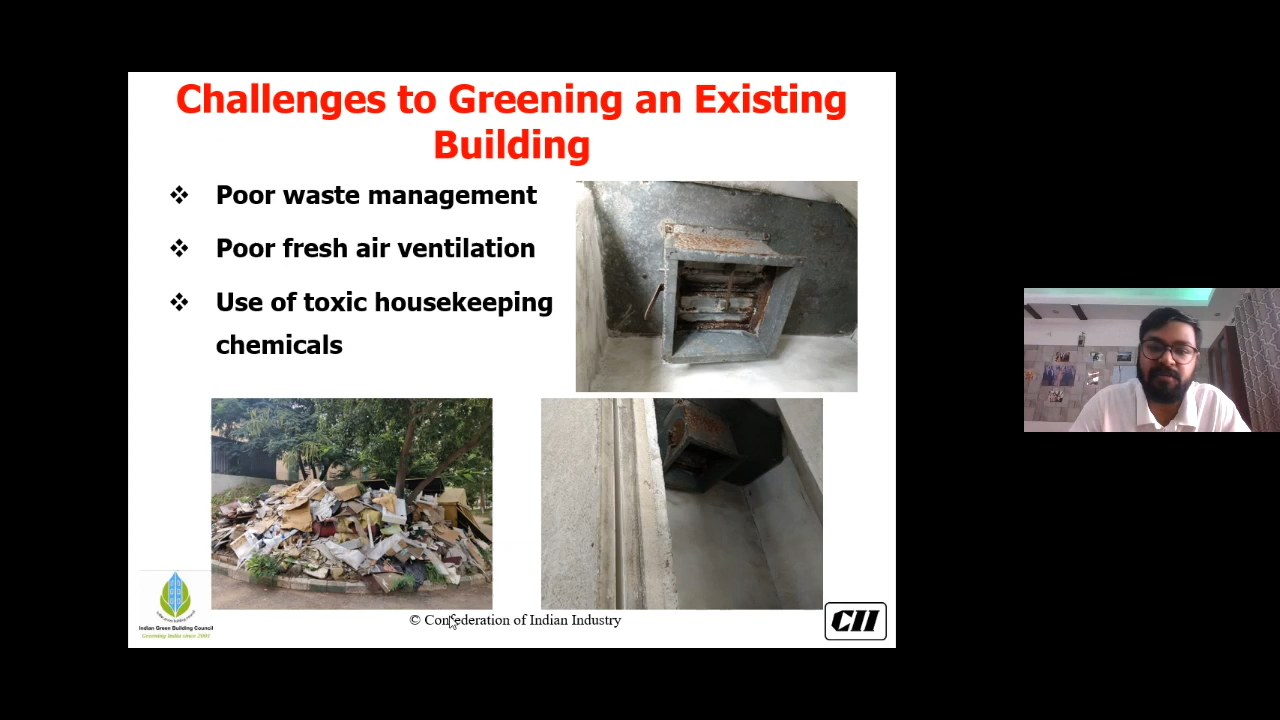 Challenges to Greening an Existing
Building
❖ Poor waste management
❖ Poor fresh air ventilation
❖ Use of toxic housekeeping
chemicals
Indian Green Building Council
Greening India since 2001
© Confederation of Indian Industry
CII